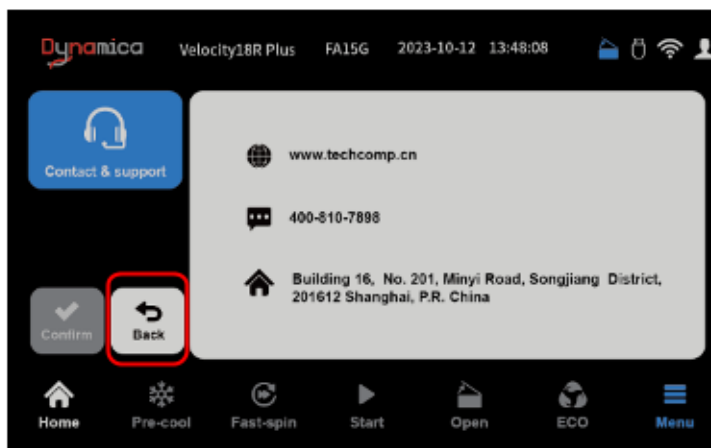 Dynamica Velocity18R Plus FA15G 2023-10-12 13:48:08
Contact & support
www.techcomp.cn
400-810-7898
Building 16, No. 201, Minyi Road, Songjiang District,
201612 Shanghai, P.R. China
Confirm Back
Home Pre-cool Fast-spin Start Open ECO Menu